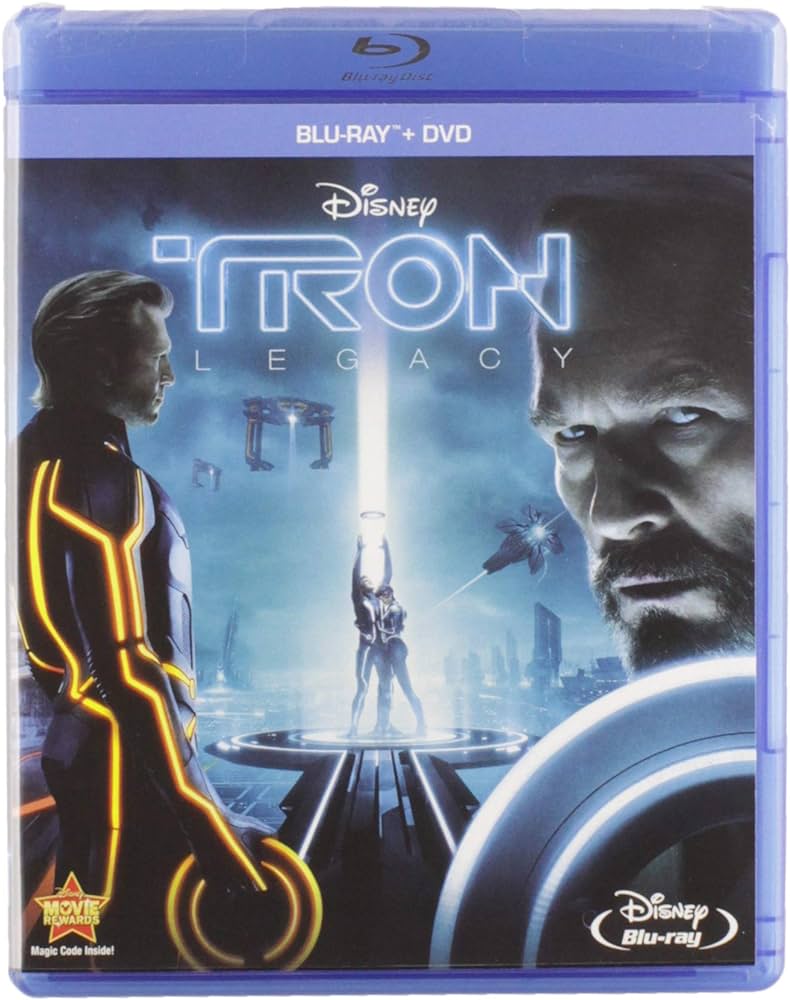 Blu-ray Disc
BLU-RAY™ + DVD
Disney
TRON
LEGACY
Disney
MOVIE
REWARDS
Magic Code Inside!
Disney
Blu-ray